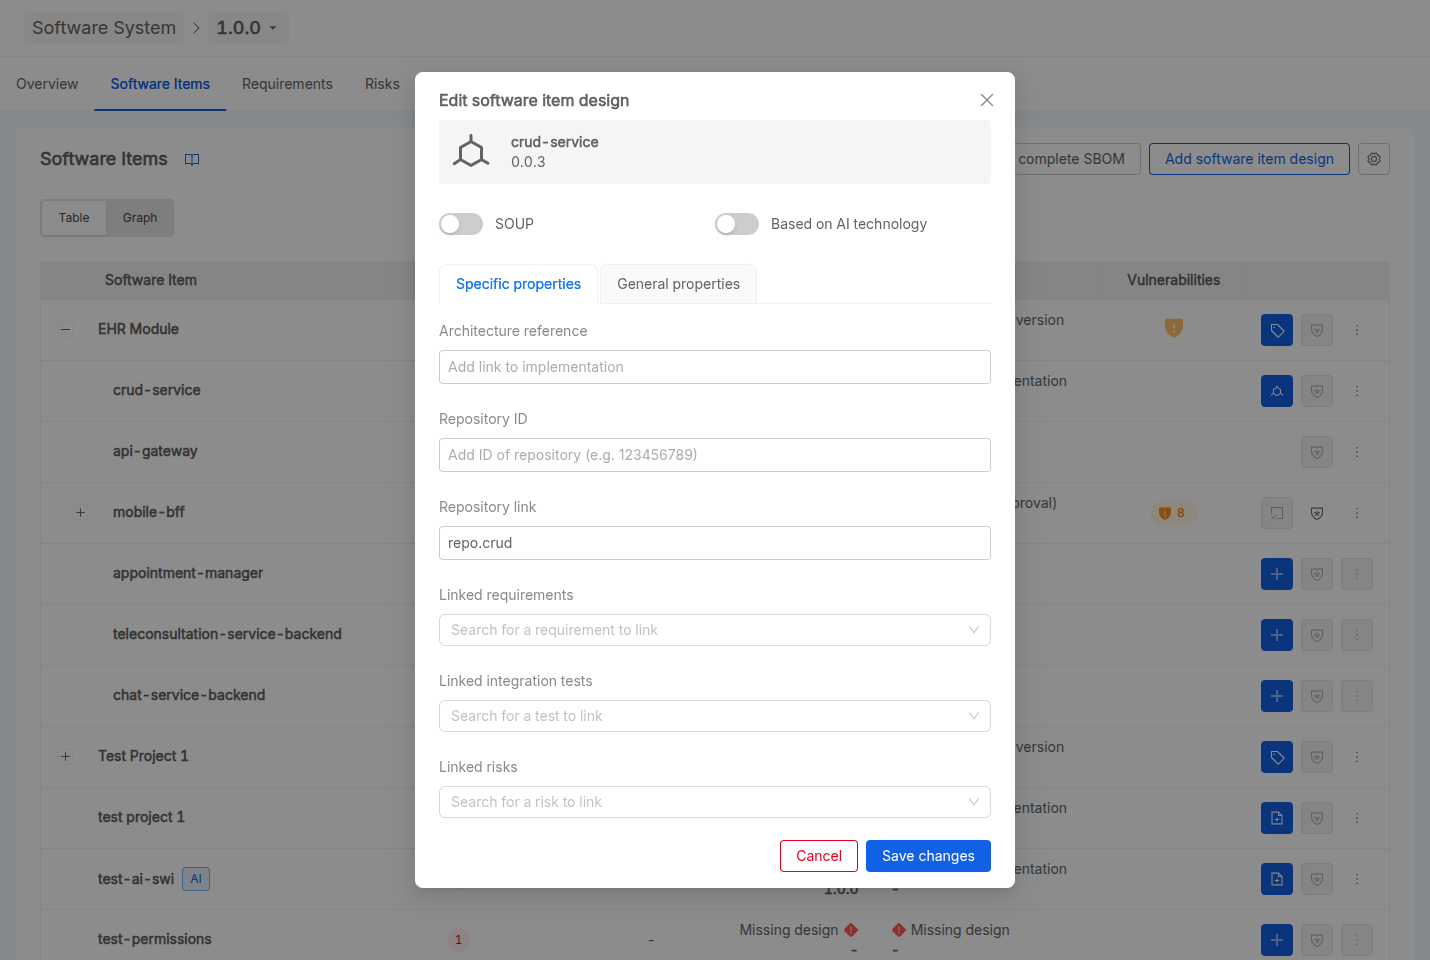 Software System
1.0.0
Overview
Software Items
Requirements
Risks
Software Items
complete SBOM
Add software item design
Table
Graph
Software Item
Vulnerabilities
EHR Module
version
crud-service
entation
api-gateway
mobile-bff
proval)
8
appointment-manager
teleconsultation-service-backend
chat-service-backend
Test Project 1
version
test project 1
entation
test-ai-swi
AI
1.0.0
-
entation
test-permissions
1
-
Missing design
-
Missing design
-
Edit software item design
crud-service
0.0.3
SOUP
Based on AI technology
Specific properties
General properties
Architecture reference
Add link to implementation
Repository ID
Add ID of repository (e.g. 123456789)
Repository link
repo.crud
Linked requirements
Search for a requirement to link
Linked integration tests
Search for a test to link
Linked risks
Search for a risk to link
Cancel
Save changes